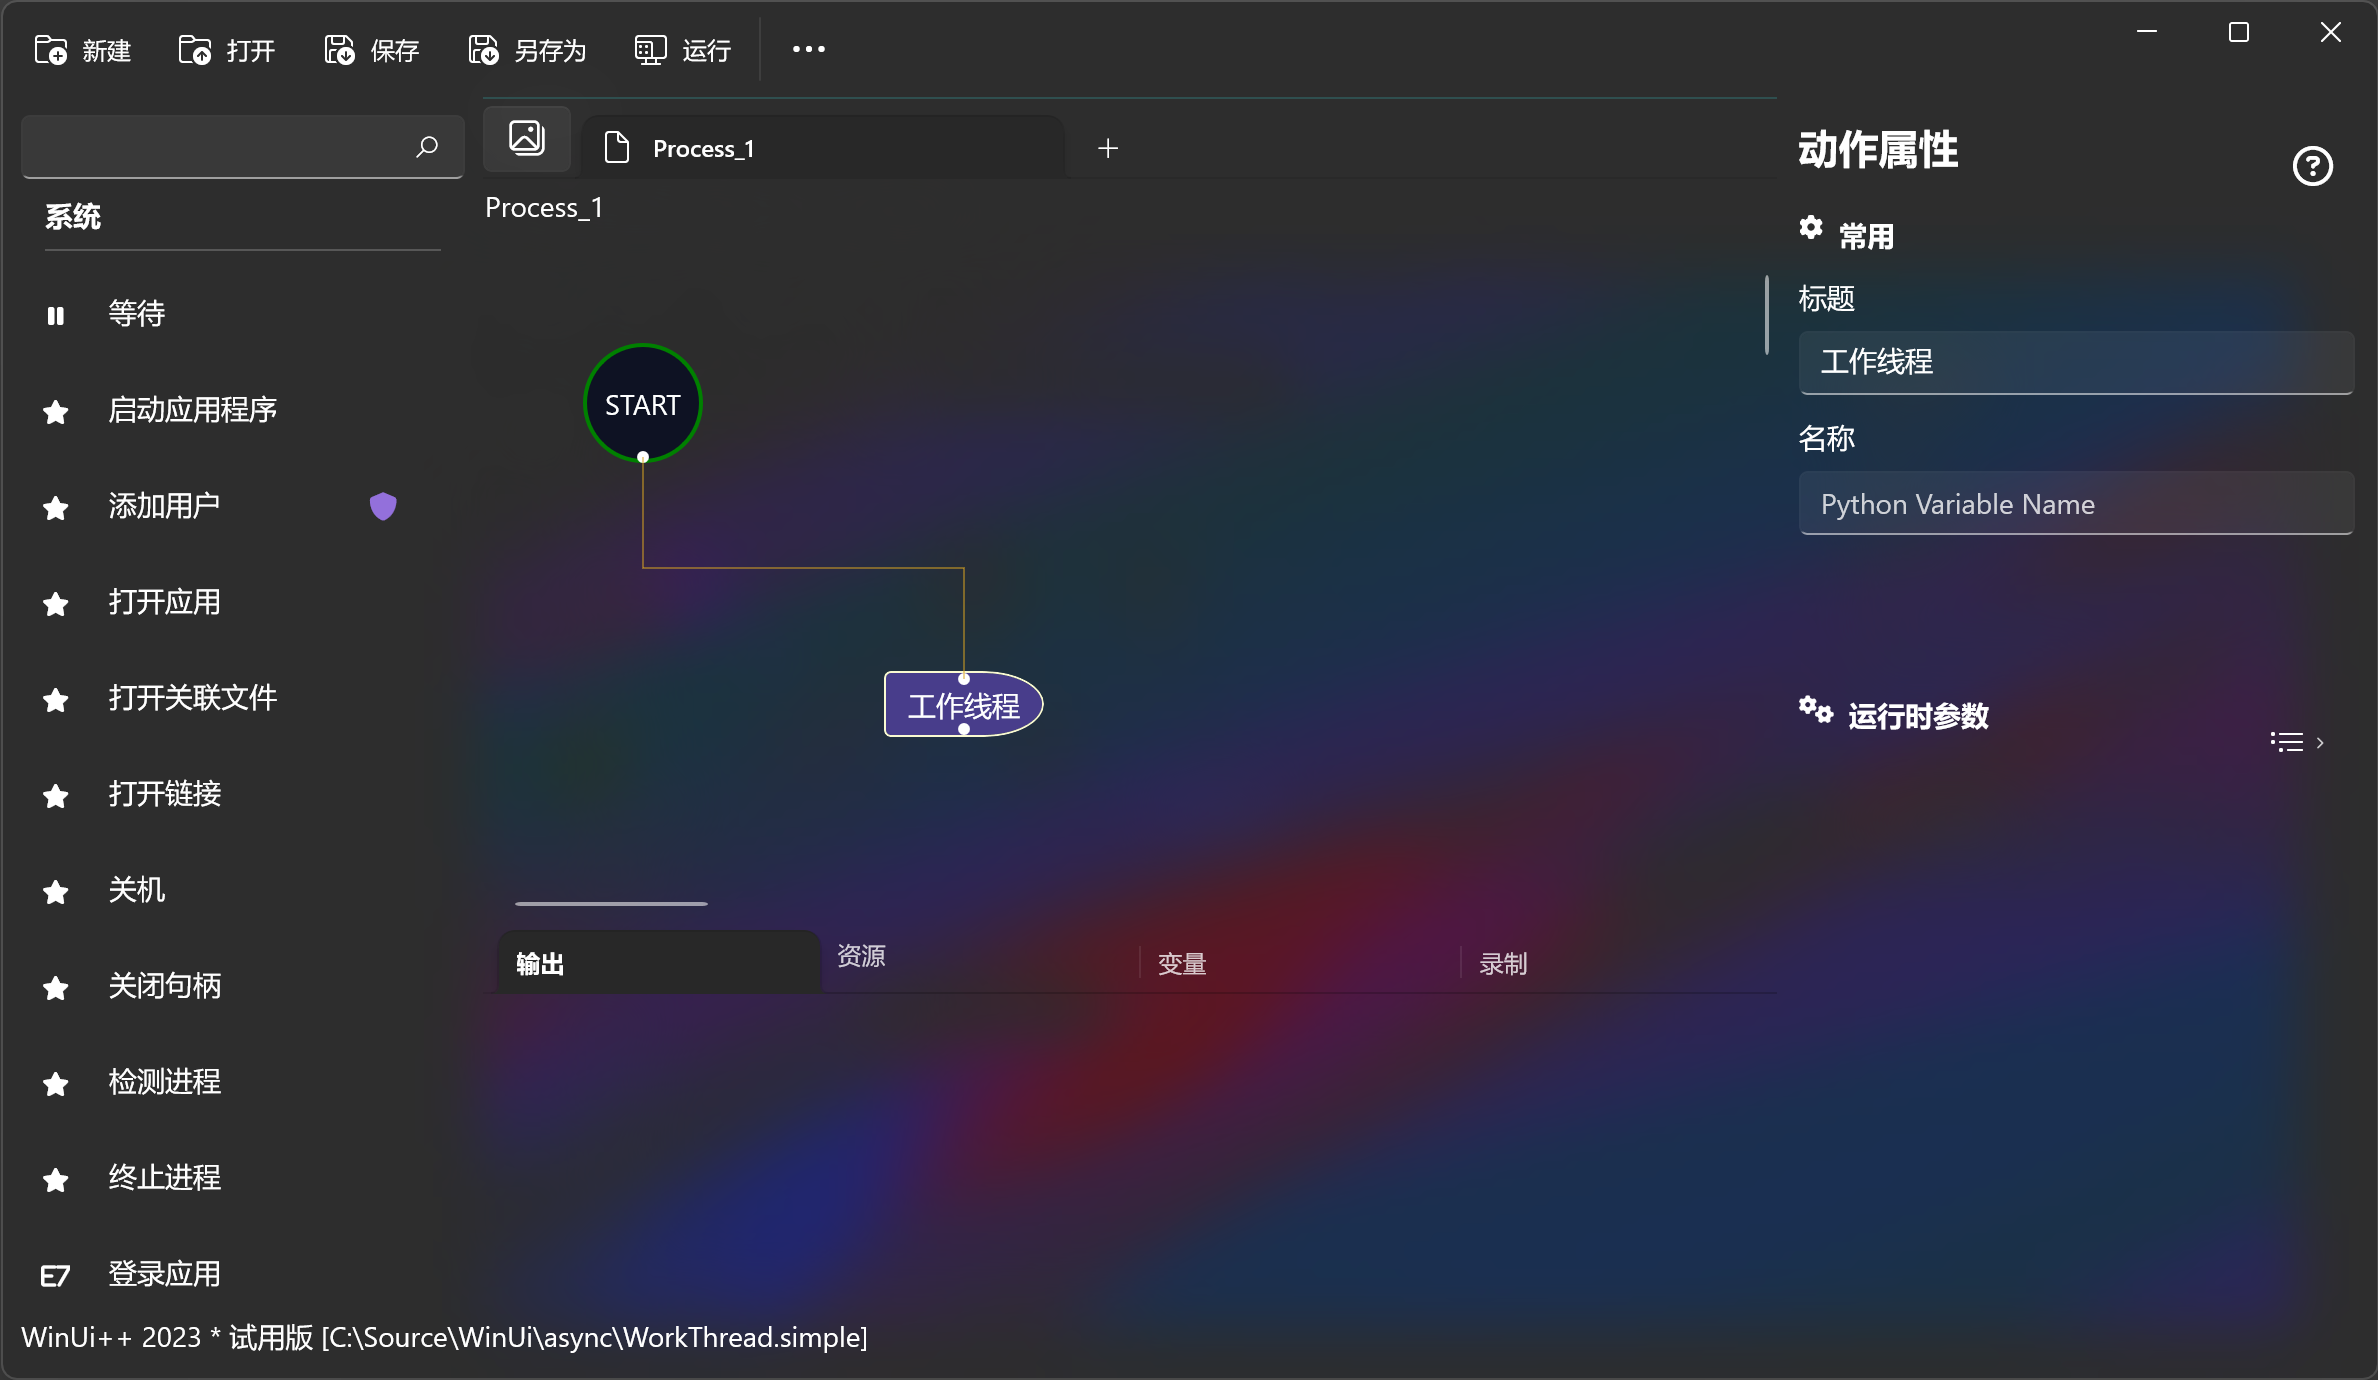 新建 打开 保存 另存为 运行
Process_1
动作属性
Process_1
系统
等待
启动应用程序
添加用户
打开应用
打开关联文件
打开链接
关机
关闭句柄
检测进程
终止进程
E7 登录应用
START
工作线程
输出 资源 变量 录制
常用
标题
工作线程
名称
Python Variable Name
运行时参数
WinUi++ 2023 * 试用版 [C:\Source\WinUi\async\WorkThread.simple]